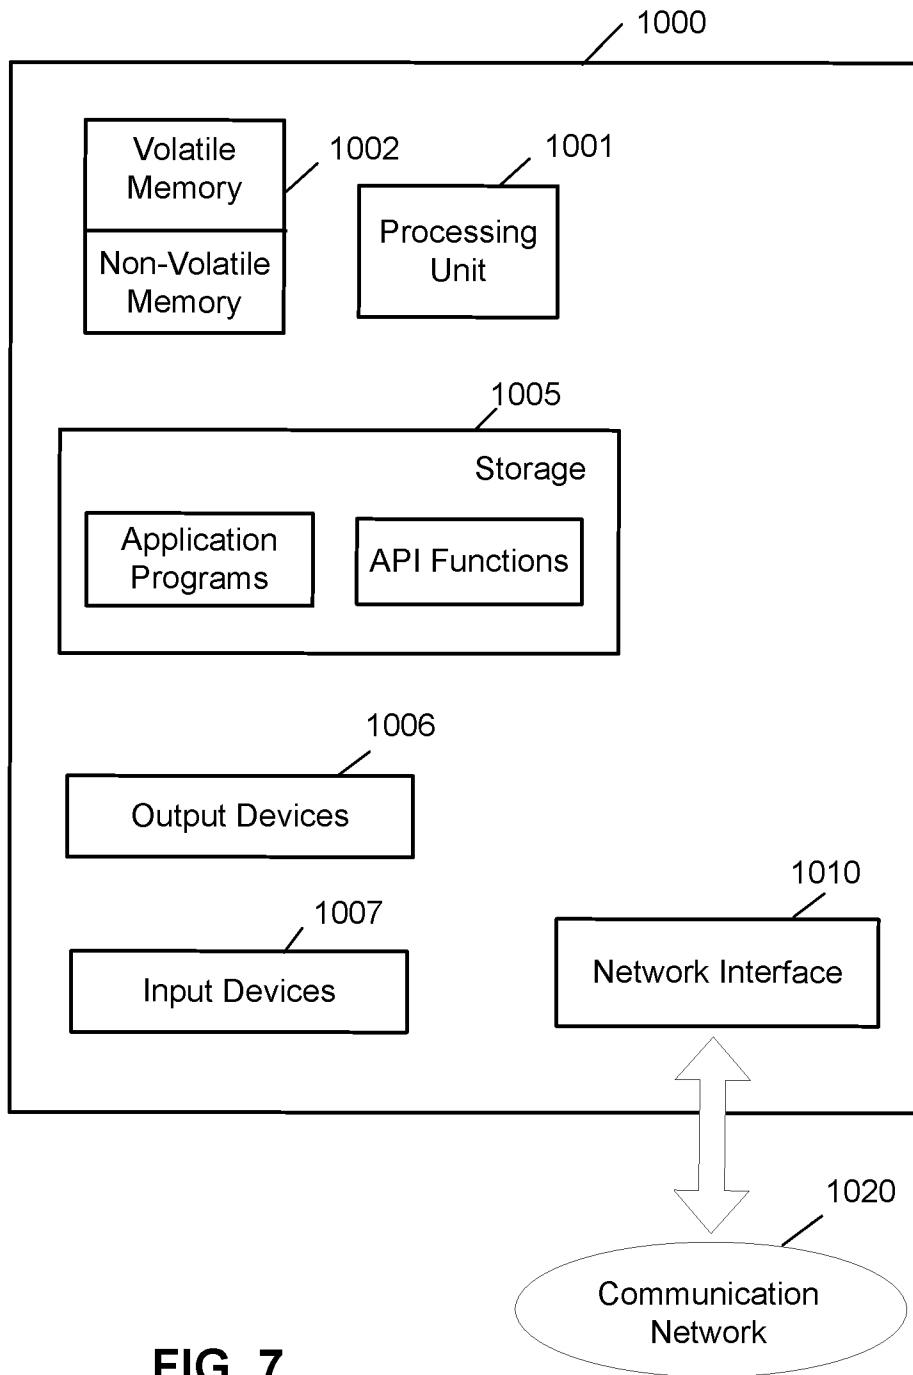 1000
Volatile
Memory
1002
Non-Volatile
Memory
1001
Processing
Unit
1005
Storage
Application
Programs
API Functions
1006
Output Devices
1007
Input Devices
1010
Network Interface
1020
Communication
Network
FIG. 7